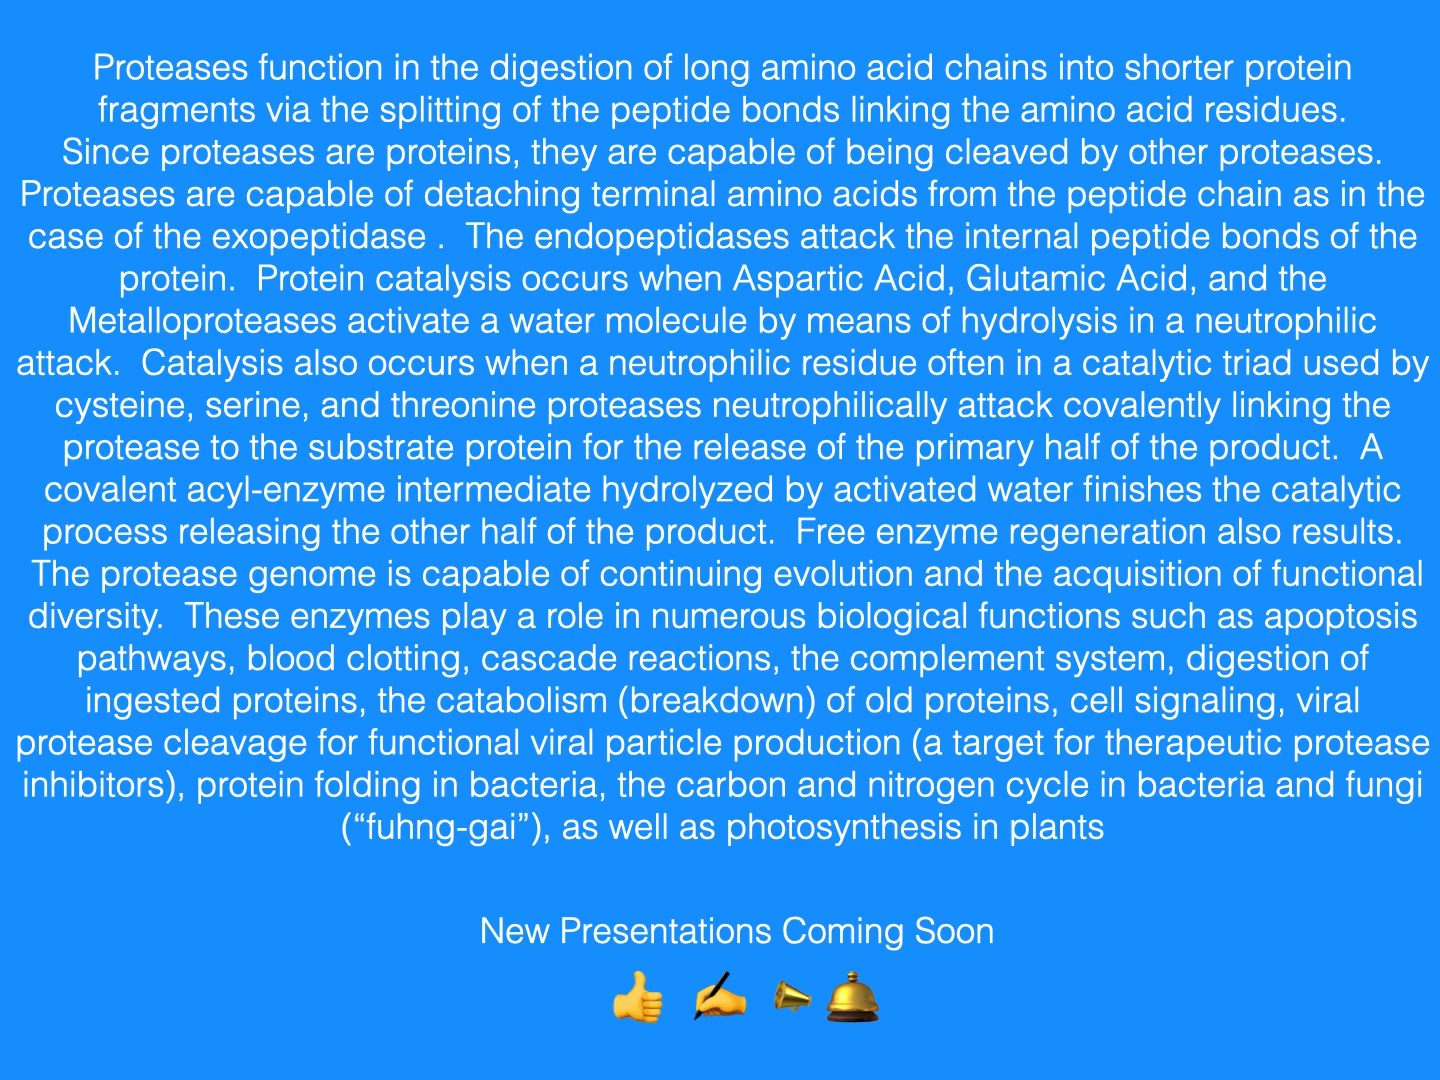 Proteases function in the digestion of long amino acid chains into shorter protein
fragments via the splitting of the peptide bonds linking the amino acid residues.
Since proteases are proteins, they are capable of being cleaved by other proteases.
Proteases are capable of detaching terminal amino acids from the peptide chain as in the
case of the exopeptidase .  The endopeptidases attack the internal peptide bonds of the
protein.  Protein catalysis occurs when Aspartic Acid, Glutamic Acid, and the
Metalloproteases activate a water molecule by means of hydrolysis in a neutrophilic
attack.  Catalysis also occurs when a neutrophilic residue often in a catalytic triad used by
cysteine, serine, and threonine proteases neutrophilically attack covalently linking the
protease to the substrate protein for the release of the primary half of the product.  A
covalent acyl-enzyme intermediate hydrolyzed by activated water finishes the catalytic
process releasing the other half of the product.  Free enzyme regeneration also results.
The protease genome is capable of continuing evolution and the acquisition of functional
diversity.  These enzymes play a role in numerous biological functions such as apoptosis
pathways, blood clotting, cascade reactions, the complement system, digestion of
ingested proteins, the catabolism (breakdown) of old proteins, cell signaling, viral
protease cleavage for functional viral particle production (a target for therapeutic protease
inhibitors), protein folding in bacteria, the carbon and nitrogen cycle in bacteria and fungi
(“fuhng-gai”), as well as photosynthesis in plants
New Presentations Coming Soon